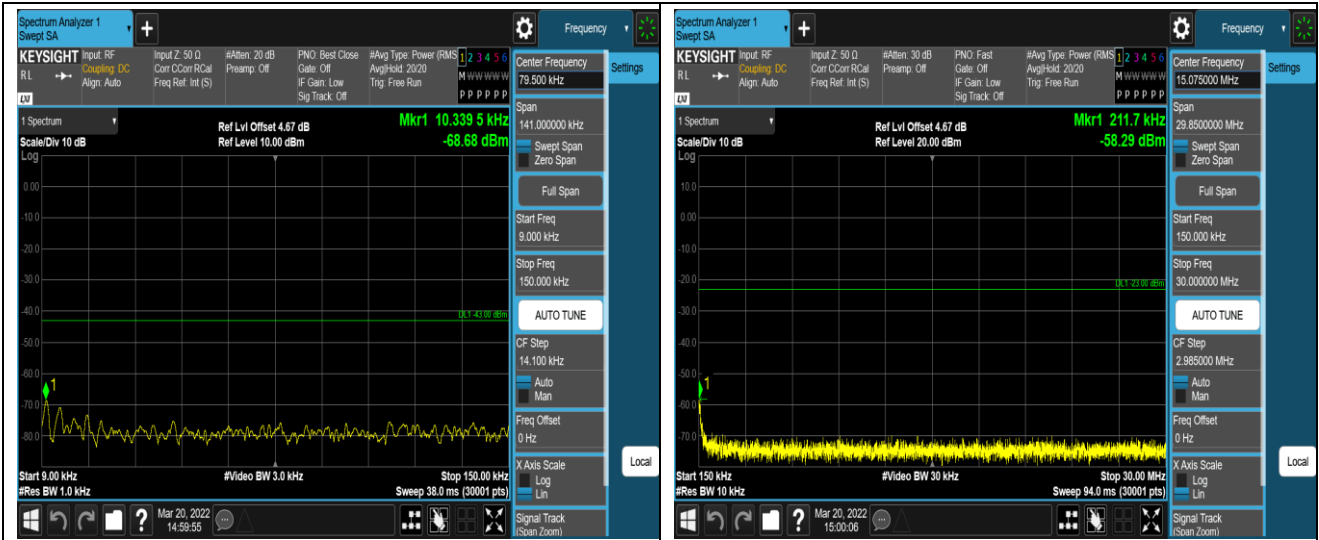 Spectrum Analyzer 1
Swept SA
+
Frequency
KEYSIGHT Input: RF
Coupling: DC
Align: Auto
Input Z: 50 Ω
Corr CCorr RCal
Freq Ref: Int (S)
#Atten: 20 dB
Preamp: Off
PNO: Best Close
Gate: Off
IF Gain: Low
Sig Track: Off
#Avg Type: Power (RMS
Avg|Hold: 20/20
Trig: Free Run
1 2 3 4 5 6
M W W W W W
P P P P P P
RL
LXI
Center Frequency
79.500 kHz
Settings
1 Spectrum
Scale/Div 10 dB
Ref Lvl Offset 4.67 dB
Ref Level 10.00 dBm
Mkr1 10.339 5 kHz
-68.68 dBm
Log
0.00
-10.0
-20.0
-30.0
-40.0
-50.0
-60.0
-70.0
-80.0
DL1 -43.00 dBm
1
Start 9.00 kHz
#Res BW 1.0 kHz
#Video BW 3.0 kHz
Stop 150.00 kHz
Sweep 38.0 ms (30001 pts)
Span
141.000000 kHz
Swept Span
Zero Span
Full Span
Start Freq
9.000 kHz
Stop Freq
150.000 kHz
AUTO TUNE
CF Step
14.100 kHz
Auto
Man
Freq Offset
0 Hz
X Axis Scale
Log
Lin
Signal Track
(Span Zoom)
Local
?
Mar 20, 2022
14:59:55
Spectrum Analyzer 1
Swept SA
+
Frequency
KEYSIGHT Input: RF
Coupling: DC
Align: Auto
Input Z: 50 Ω
Corr CCorr RCal
Freq Ref: Int (S)
#Atten: 30 dB
Preamp: Off
PNO: Fast
Gate: Off
IF Gain: Low
Sig Track: Off
#Avg Type: Power (RMS
Avg|Hold: 20/20
Trig: Free Run
1 2 3 4 5 6
M W W W W W
P P P P P P
RL
LXI
Center Frequency
15.075000 MHz
Settings
1 Spectrum
Scale/Div 10 dB
Ref Lvl Offset 4.67 dB
Ref Level 20.00 dBm
Mkr1 211.7 kHz
-58.29 dBm
Log
10.0
0.00
-10.0
-20.0
-30.0
-40.0
-50.0
-60.0
-70.0
DL1 -23.00 dBm
1
Start 150 kHz
#Res BW 10 kHz
#Video BW 30 kHz
Stop 30.00 MHz
Sweep 94.0 ms (30001 pts)
Span
29.8500000 MHz
Swept Span
Zero Span
Full Span
Start Freq
150.000 kHz
Stop Freq
30.000000 MHz
AUTO TUNE
CF Step
2.985000 MHz
Auto
Man
Freq Offset
0 Hz
X Axis Scale
Log
Lin
Signal Track
(Span Zoom)
Local
?
Mar 20, 2022
15:00:06